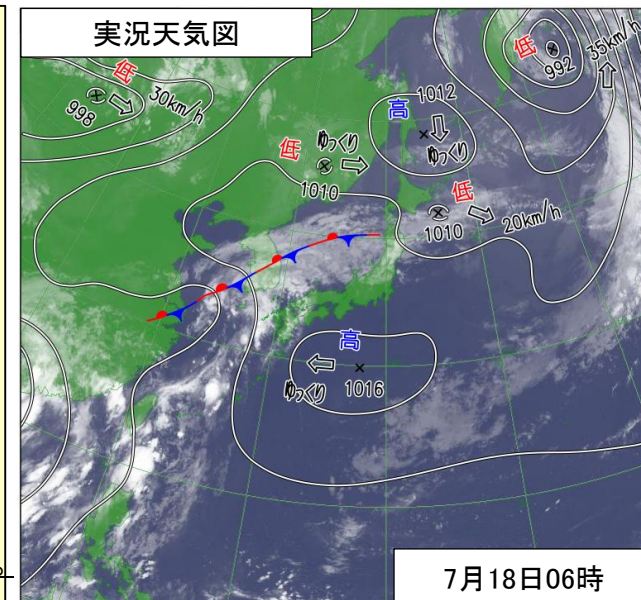 実況天気図
低
998
30km/h
低
ゆっくり
1010
高
1012
ゆっくり
低
992
35km/h
低
1010
20km/h
高
1016
ゆっくり
7月18日06時